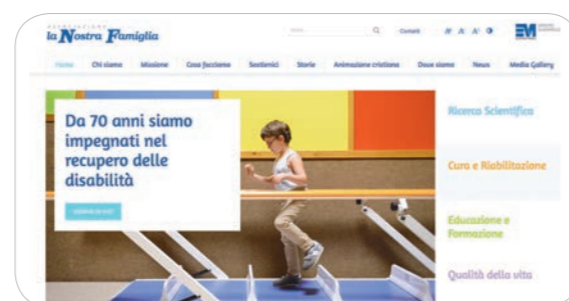 ASSOCIAZIONE
la Nostra Famiglia
Contatti A A A
EM
Home Chi siamo Missione Cosa facciamo Sostienici Storie Animazione cristiana Dove siamo News Media Gallery
Da 70 anni siamo
impegnati nel
recupero delle
disabilità
Ricerca Scientifica
Cura e Riabilitazione
Educazione e
Formazione
Qualità della vita